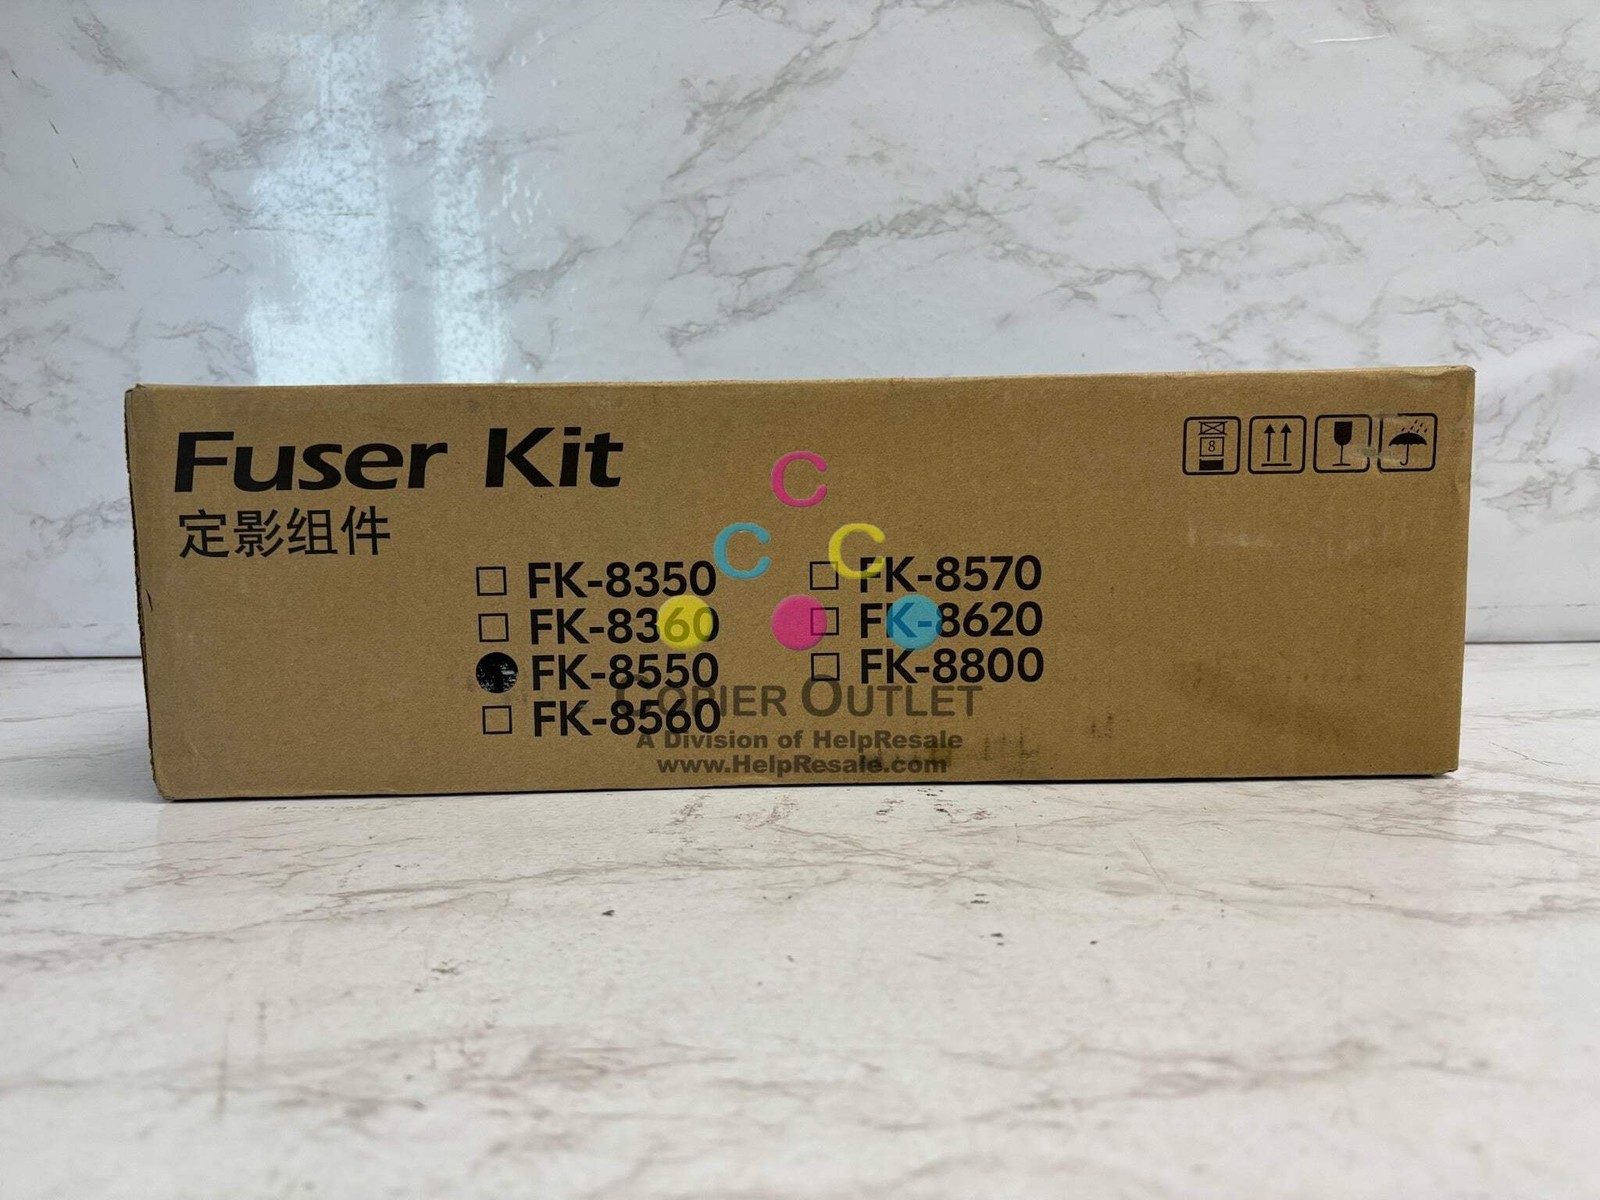 Fuser Kit
定影组件
8
C
C C
FK-8350
FK-8360
FK-8550
FK-8560
FK-8570
FK-8620
FK-8800
COPIER OUTLET
A Division of HelpResale
www.HelpResale.com